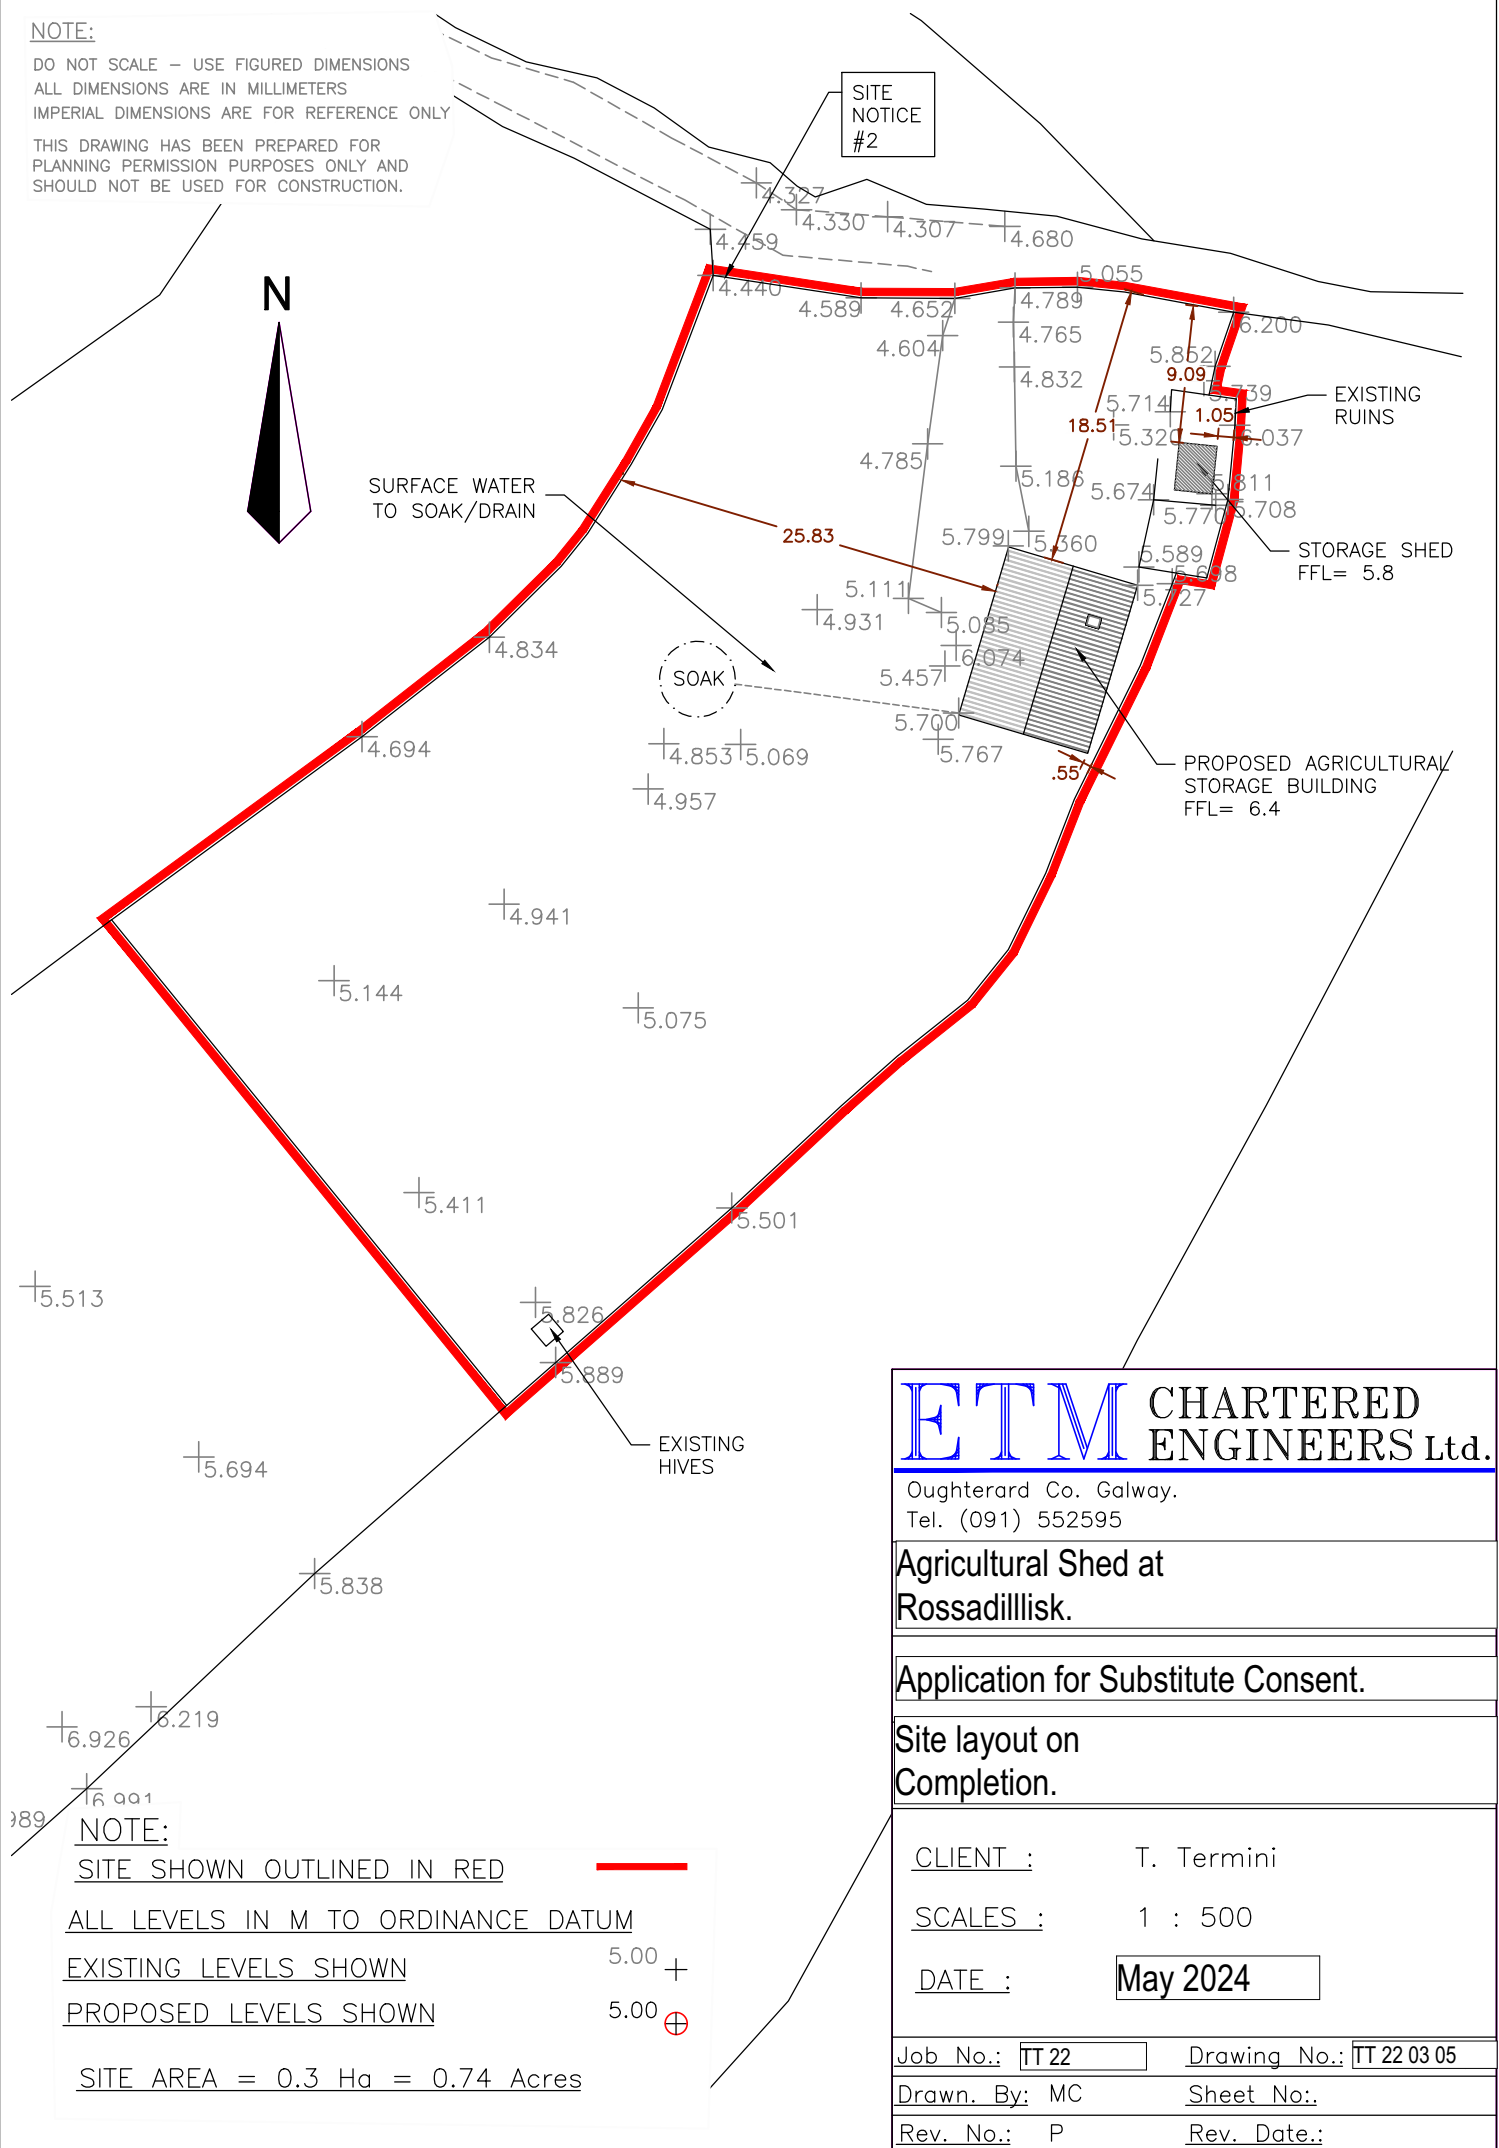 NOTE:
DO NOT SCALE – USE FIGURED DIMENSIONS
ALL DIMENSIONS ARE IN MILLIMETERS
IMPERIAL DIMENSIONS ARE FOR REFERENCE ONLY
THIS DRAWING HAS BEEN PREPARED FOR
PLANNING PERMISSION PURPOSES ONLY AND
SHOULD NOT BE USED FOR CONSTRUCTION.
SITE
NOTICE
#2
N
4.327
4.330
4.307
4.680
4.459
4.440
4.589
4.652
4.789
5.055
6.200
4.604
4.765
4.832
5.852
9.09
5.739
EXISTING
RUINS
5.714
1.05
18.51
5.320
6.037
4.785
5.186
5.674
5.811
5.770
5.708
SURFACE WATER
TO SOAK/DRAIN
25.83
5.799
5.360
5.589
5.698
5.727
STORAGE SHED
FFL= 5.8
5.111
4.931
5.085
6.074
5.457
4.834
SOAK
5.700
5.767
4.694
4.853
5.069
4.957
.55
PROPOSED AGRICULTURAL
STORAGE BUILDING
FFL= 6.4
4.941
5.144
5.075
5.411
5.501
5.513
5.826
5.889
EXISTING
HIVES
5.694
5.838
6.219
6.926
6.991
989
NOTE:
SITE SHOWN OUTLINED IN RED
ALL LEVELS IN M TO ORDINANCE DATUM
EXISTING LEVELS SHOWN 5.00
PROPOSED LEVELS SHOWN 5.00
SITE AREA = 0.3 Ha = 0.74 Acres
ETM CHARTERED
ENGINEERS Ltd.
Oughterard Co. Galway.
Tel. (091) 552595
Agricultural Shed at
Rossadilllisk.
Application for Substitute Consent.
Site layout on
Completion.
CLIENT : T. Termini
SCALES : 1 : 500
DATE : May 2024
Job No.: TT 22 Drawing No.: TT 22 03 05
Drawn. By: MC Sheet No:.
Rev. No.: P Rev. Date.: